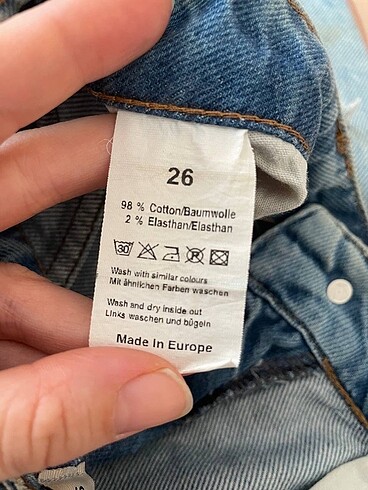 26
98 % Cotton/Baumwolle
2 % Elasthan/Elasthan
30
Wash with similar colours
Mit ähnlichen Farben waschen
Wash and dry inside out
Links waschen und bügeln
Made In Europe